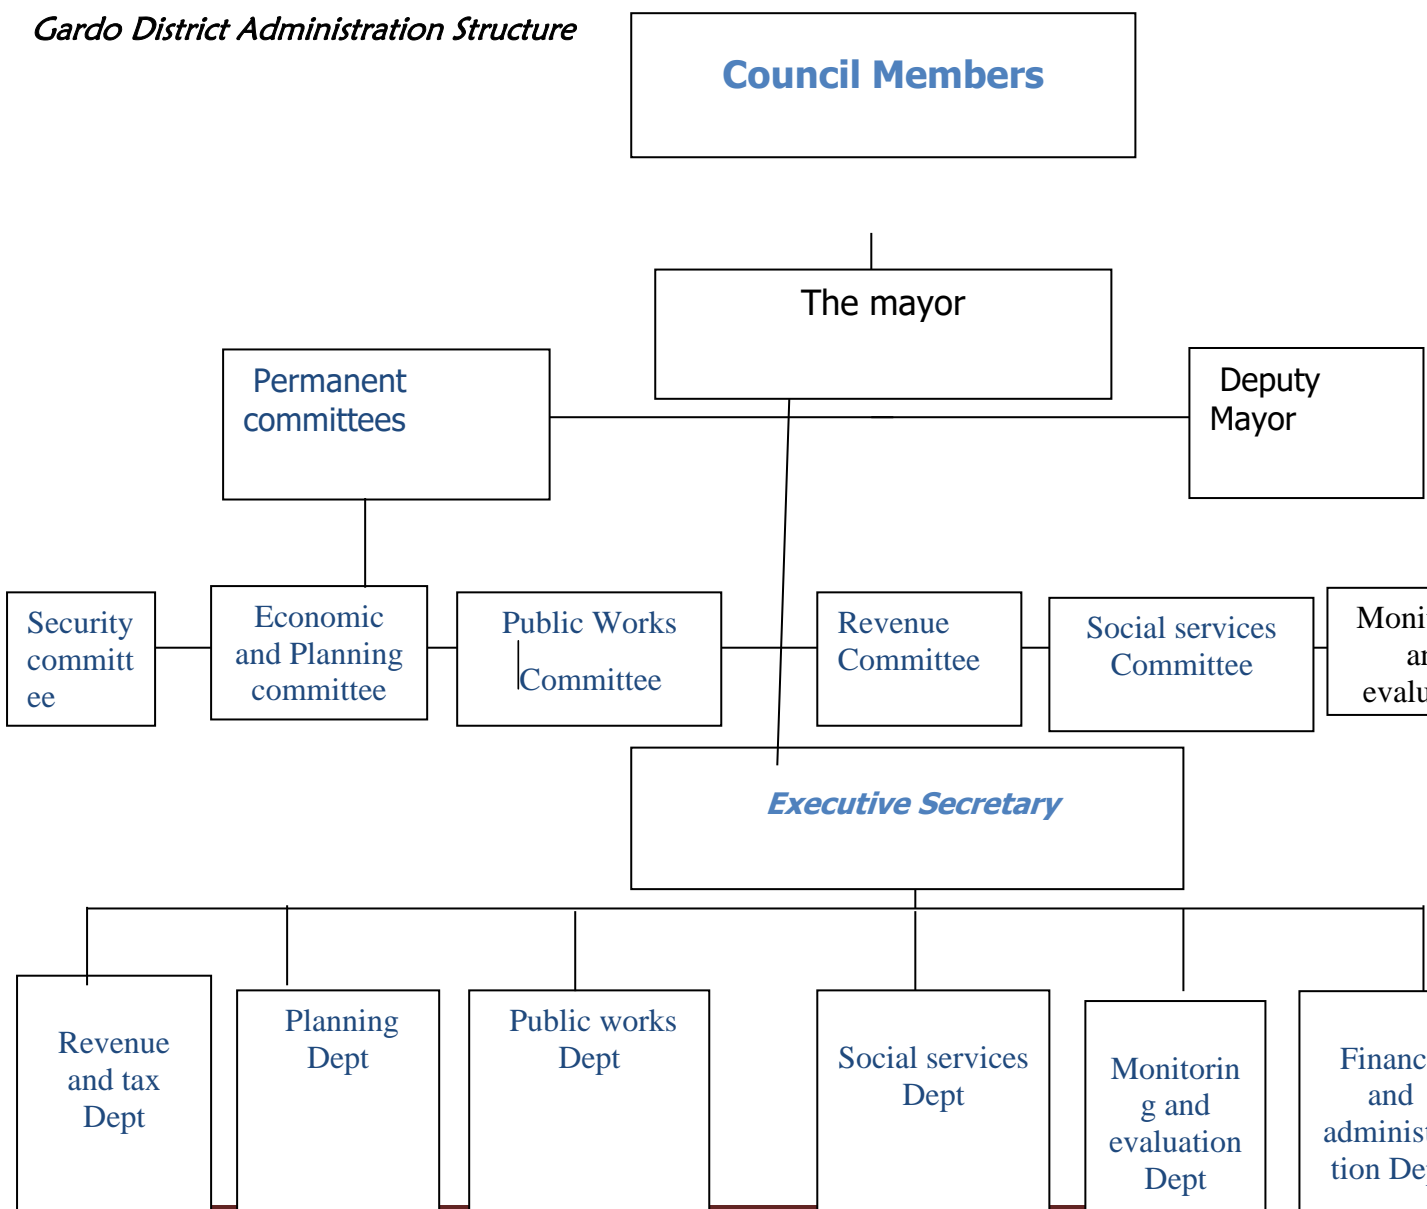 Gardo District Administration Structure
Council Members
The mayor
Permanent
committees
Deputy
Mayor
Security
committ
ee
Economic
and Planning
committee
Public Works
Committee
Revenue
Committee
Social services
Committee
Revenue
and tax
Dept
Executive Secretary
Planning
Dept
Public works
Dept
Social services
Dept
Monitorin
g and
evaluation
Dept
and
tion